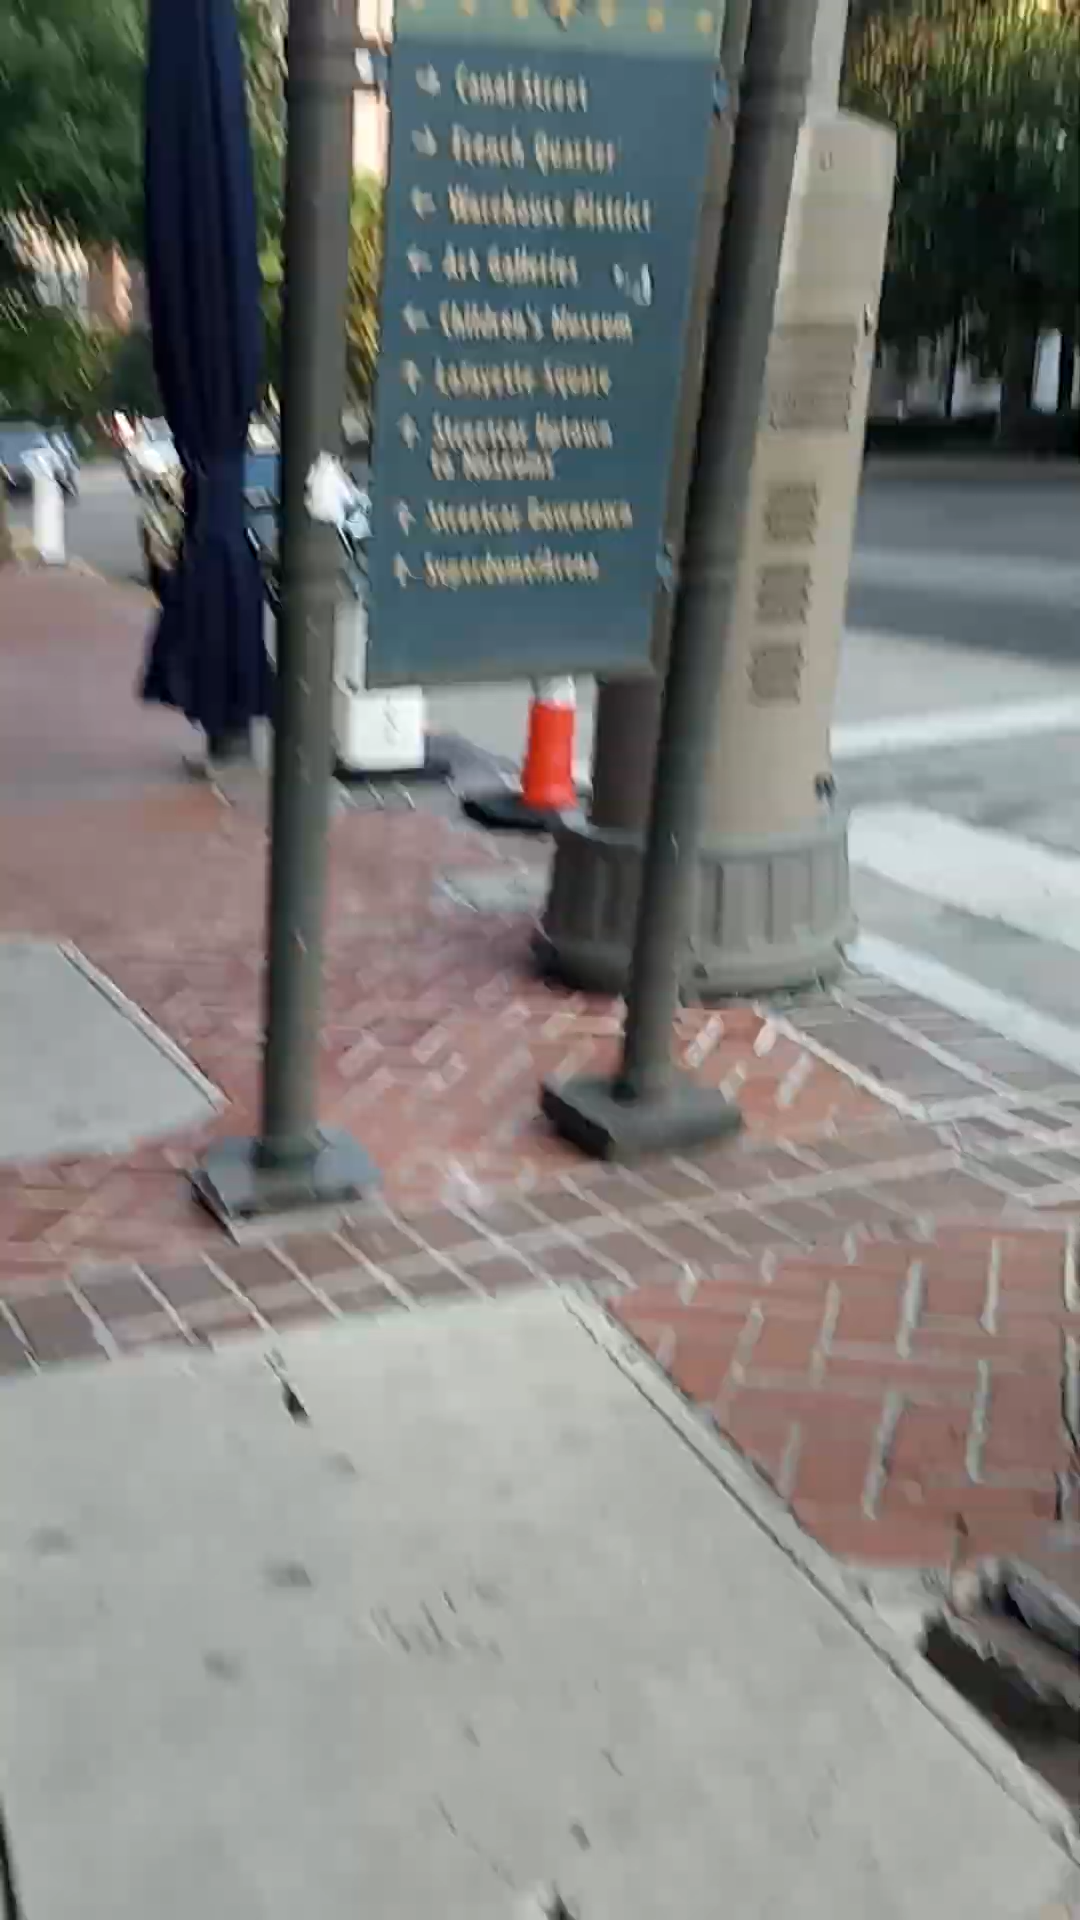 Canal Street
French Quarter
Warehouse District
Art Galleries
Children's Museum
Lafayette Square
Streetcar Uptown
to Museums
Streetcar Downtown
Superdome/Arena